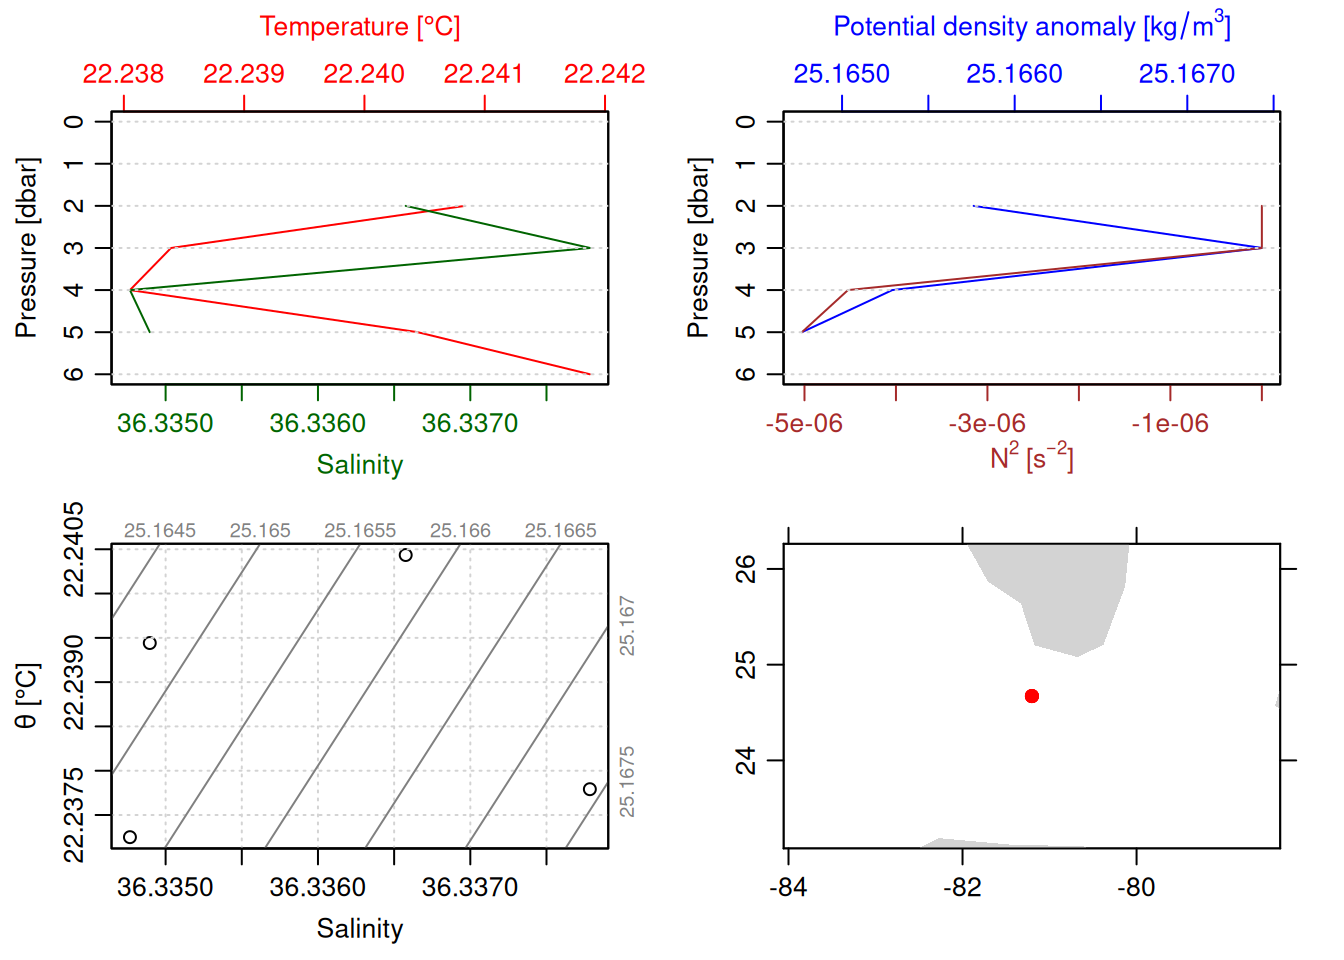 Temperature [°C]
22.238 22.239 22.240 22.241 22.242
Pressure [dbar]
0
1
2
3
4
5
6
36.3350 36.3360 36.3370
Salinity
Potential density anomaly [kg/m³]
25.1650 25.1660 25.1670
Pressure [dbar]
0
1
2
3
4
5
6
-5e-06 -3e-06 -1e-06
N² [s⁻²]
25.1645 25.165 25.1655 25.166 25.1665
25.167
25.1675
θ [°C]
22.2405
22.2390
22.2375
36.3350 36.3360 36.3370
Salinity
26
25
24
-84 -82 -80